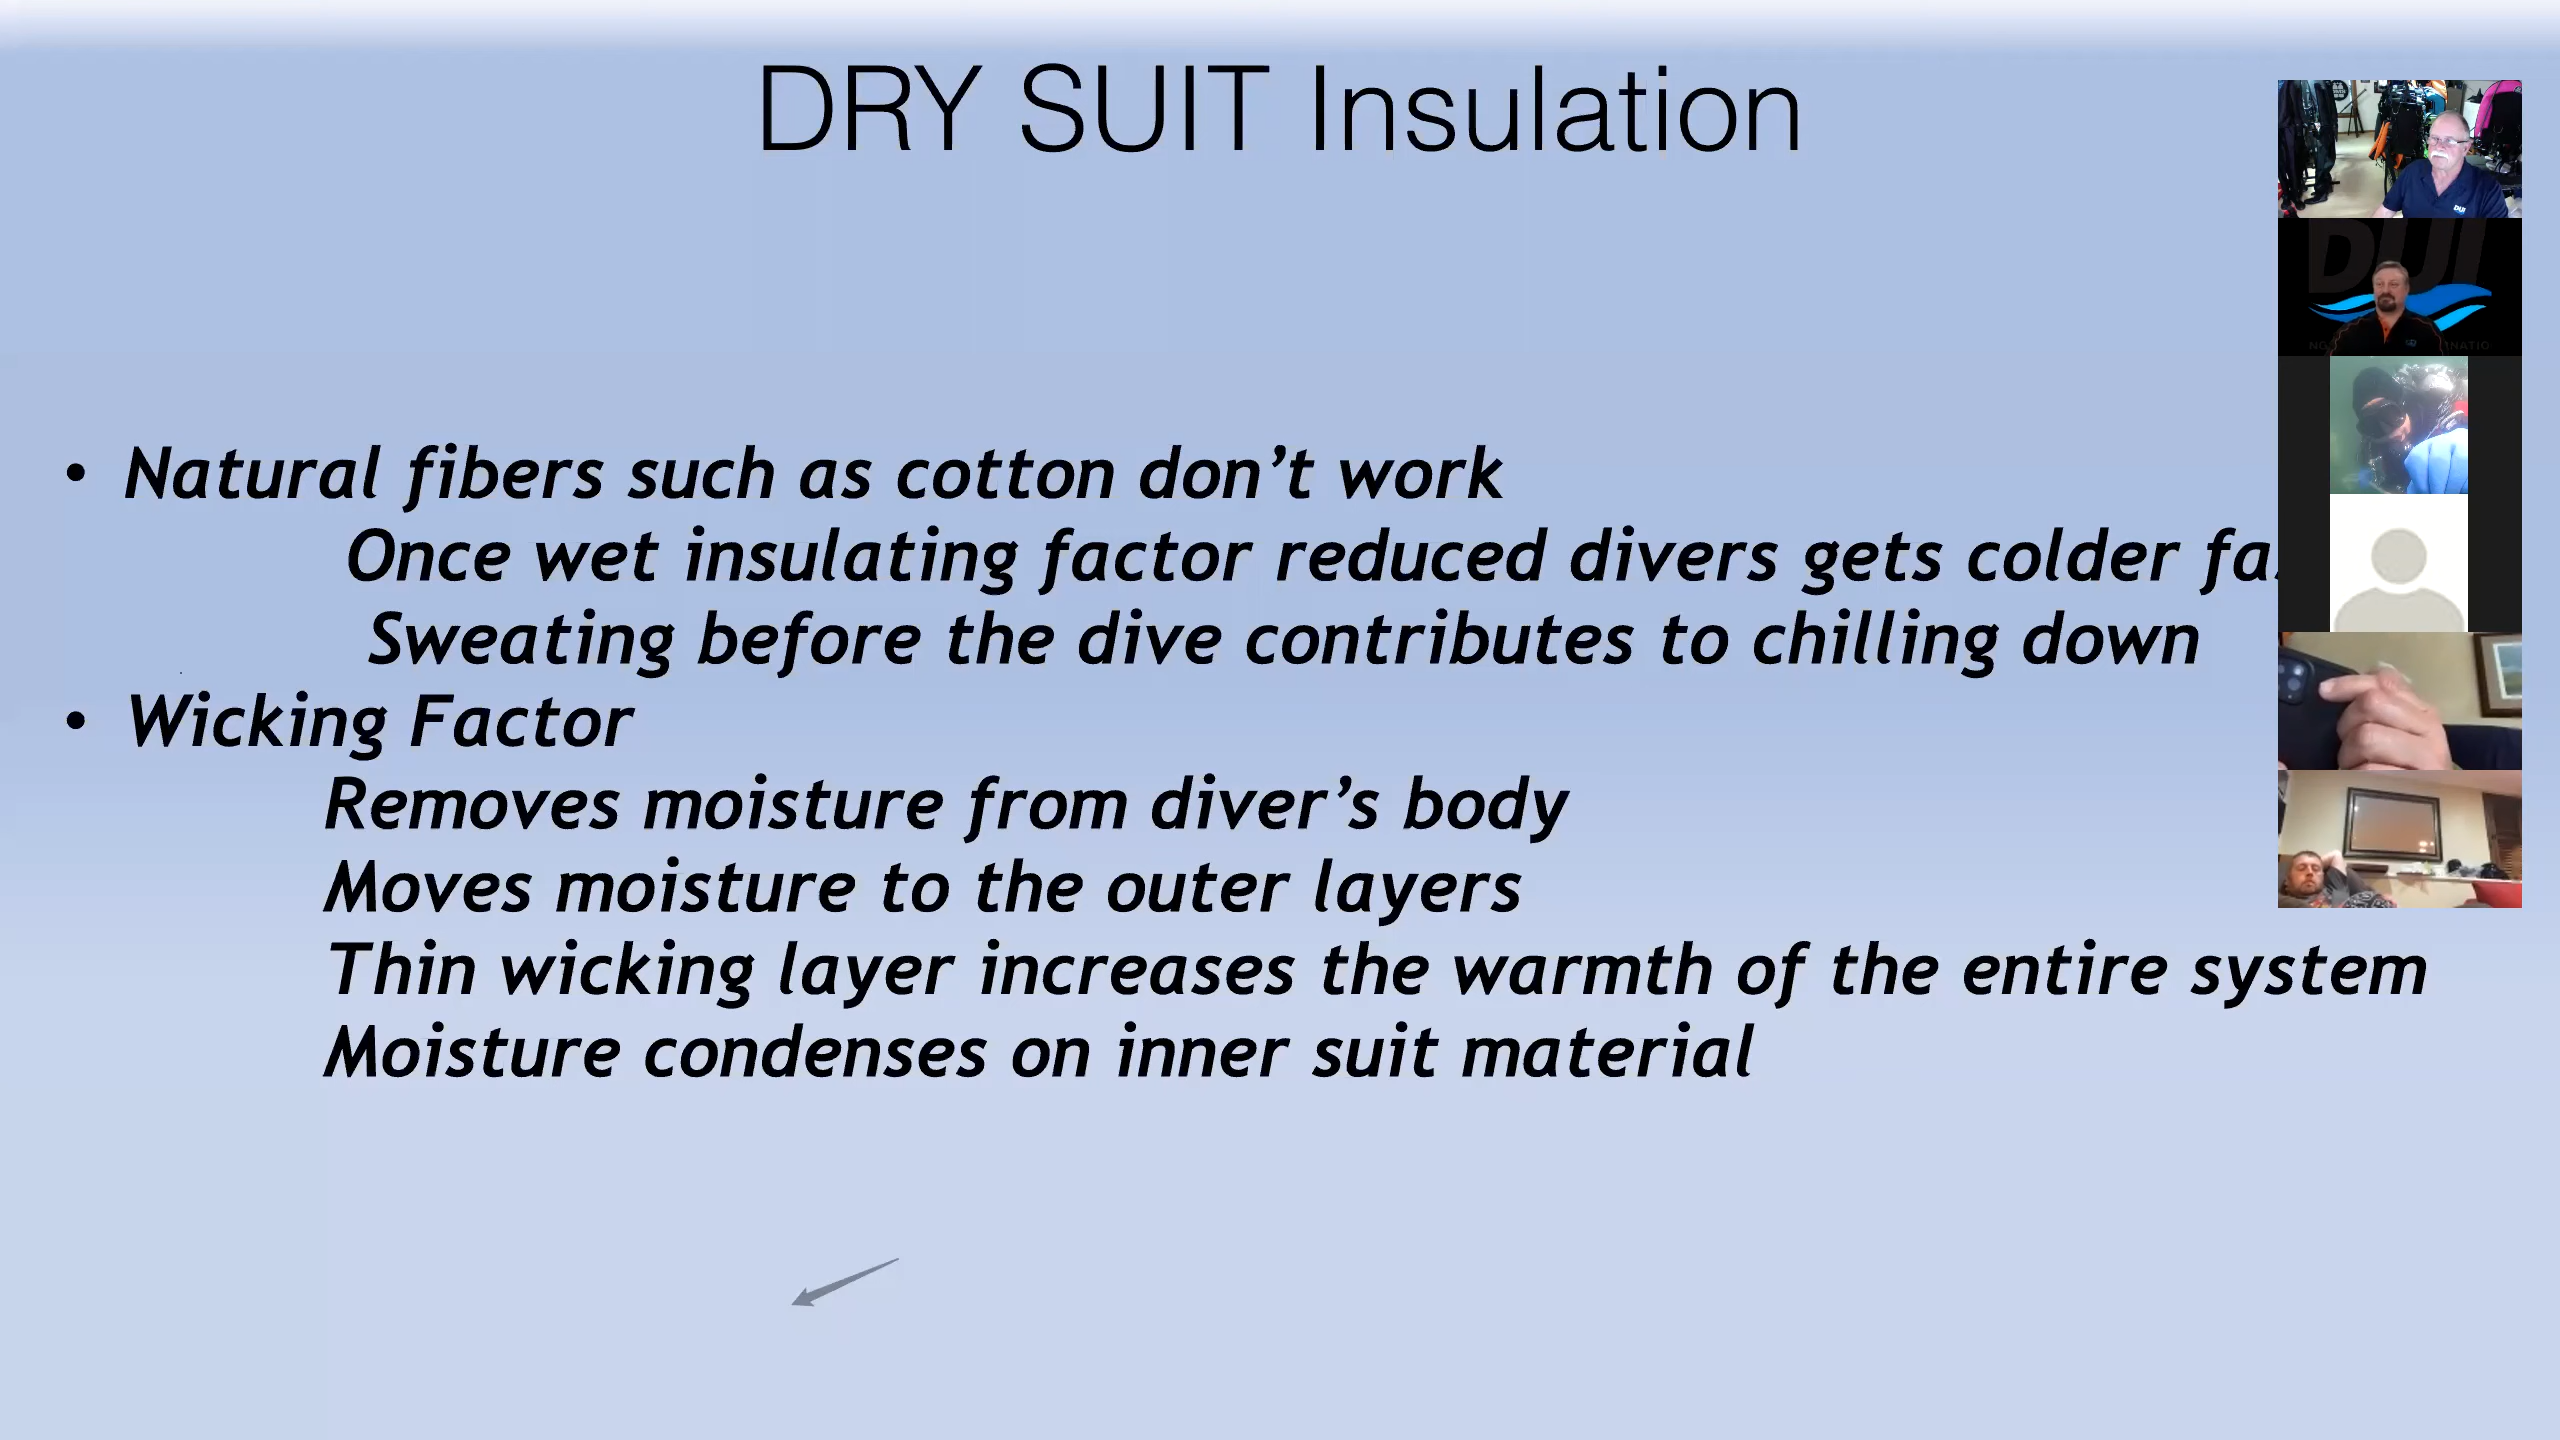 DRY SUIT Insulation
• Natural fibers such as cotton don’t work
Once wet insulating factor reduced divers gets colder
Sweating before the dive contributes to chilling down
• Wicking Factor
Removes moisture from diver’s body
Moves moisture to the outer layers
Thin wicking layer increases the warmth of the entire system
Moisture condenses on inner suit material
DUI
DUI